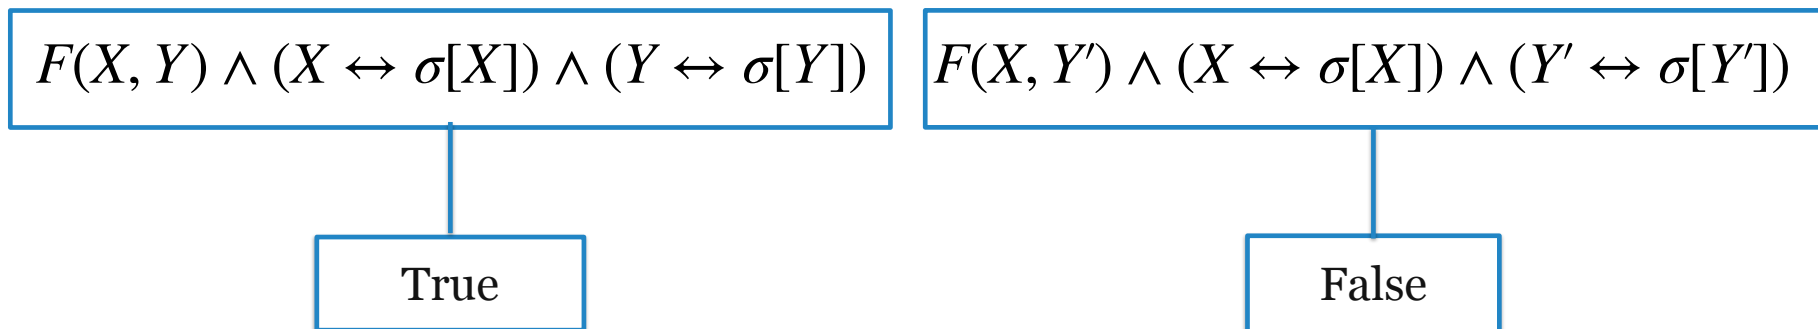 F(X, Y) ∧ (X ↔ σ[X]) ∧ (Y ↔ σ[Y])
F(X, Y′) ∧ (X ↔ σ[X]) ∧ (Y′ ↔ σ[Y′])
True
False